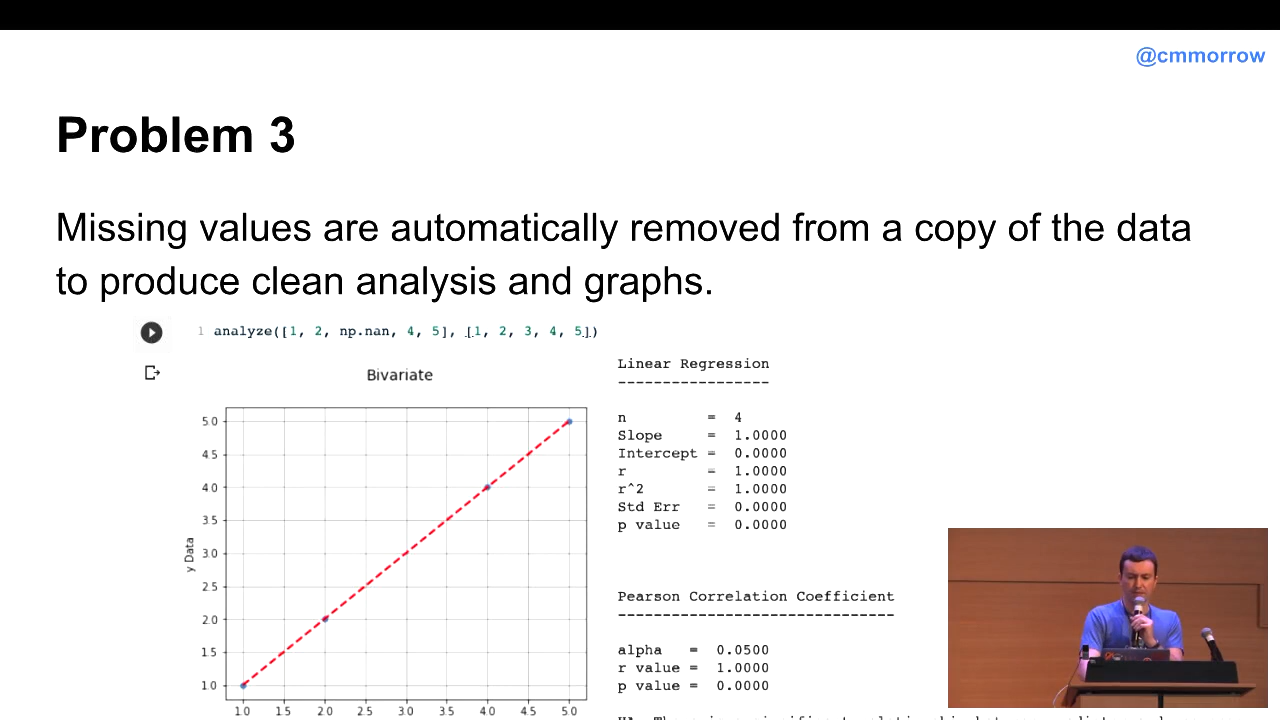 @cmmorrow
Problem 3
Missing values are automatically removed from a copy of the data
to produce clean analysis and graphs.
1 analyze([1, 2, np.nan, 4, 5], [1, 2, 3, 4, 5])
Bivariate
y Data
5.0
4.5
4.0
3.5
3.0
2.5
2.0
1.5
1.0
1.0 1.5 2.0 2.5 3.0 3.5 4.0 4.5 5.0
Linear Regression
-----------------
n = 4
Slope = 1.0000
Intercept = 0.0000
r = 1.0000
r^2 = 1.0000
Std Err = 0.0000
p value = 0.0000
Pearson Correlation Coefficient
-------------------------------
alpha = 0.0500
r value = 1.0000
p value = 0.0000